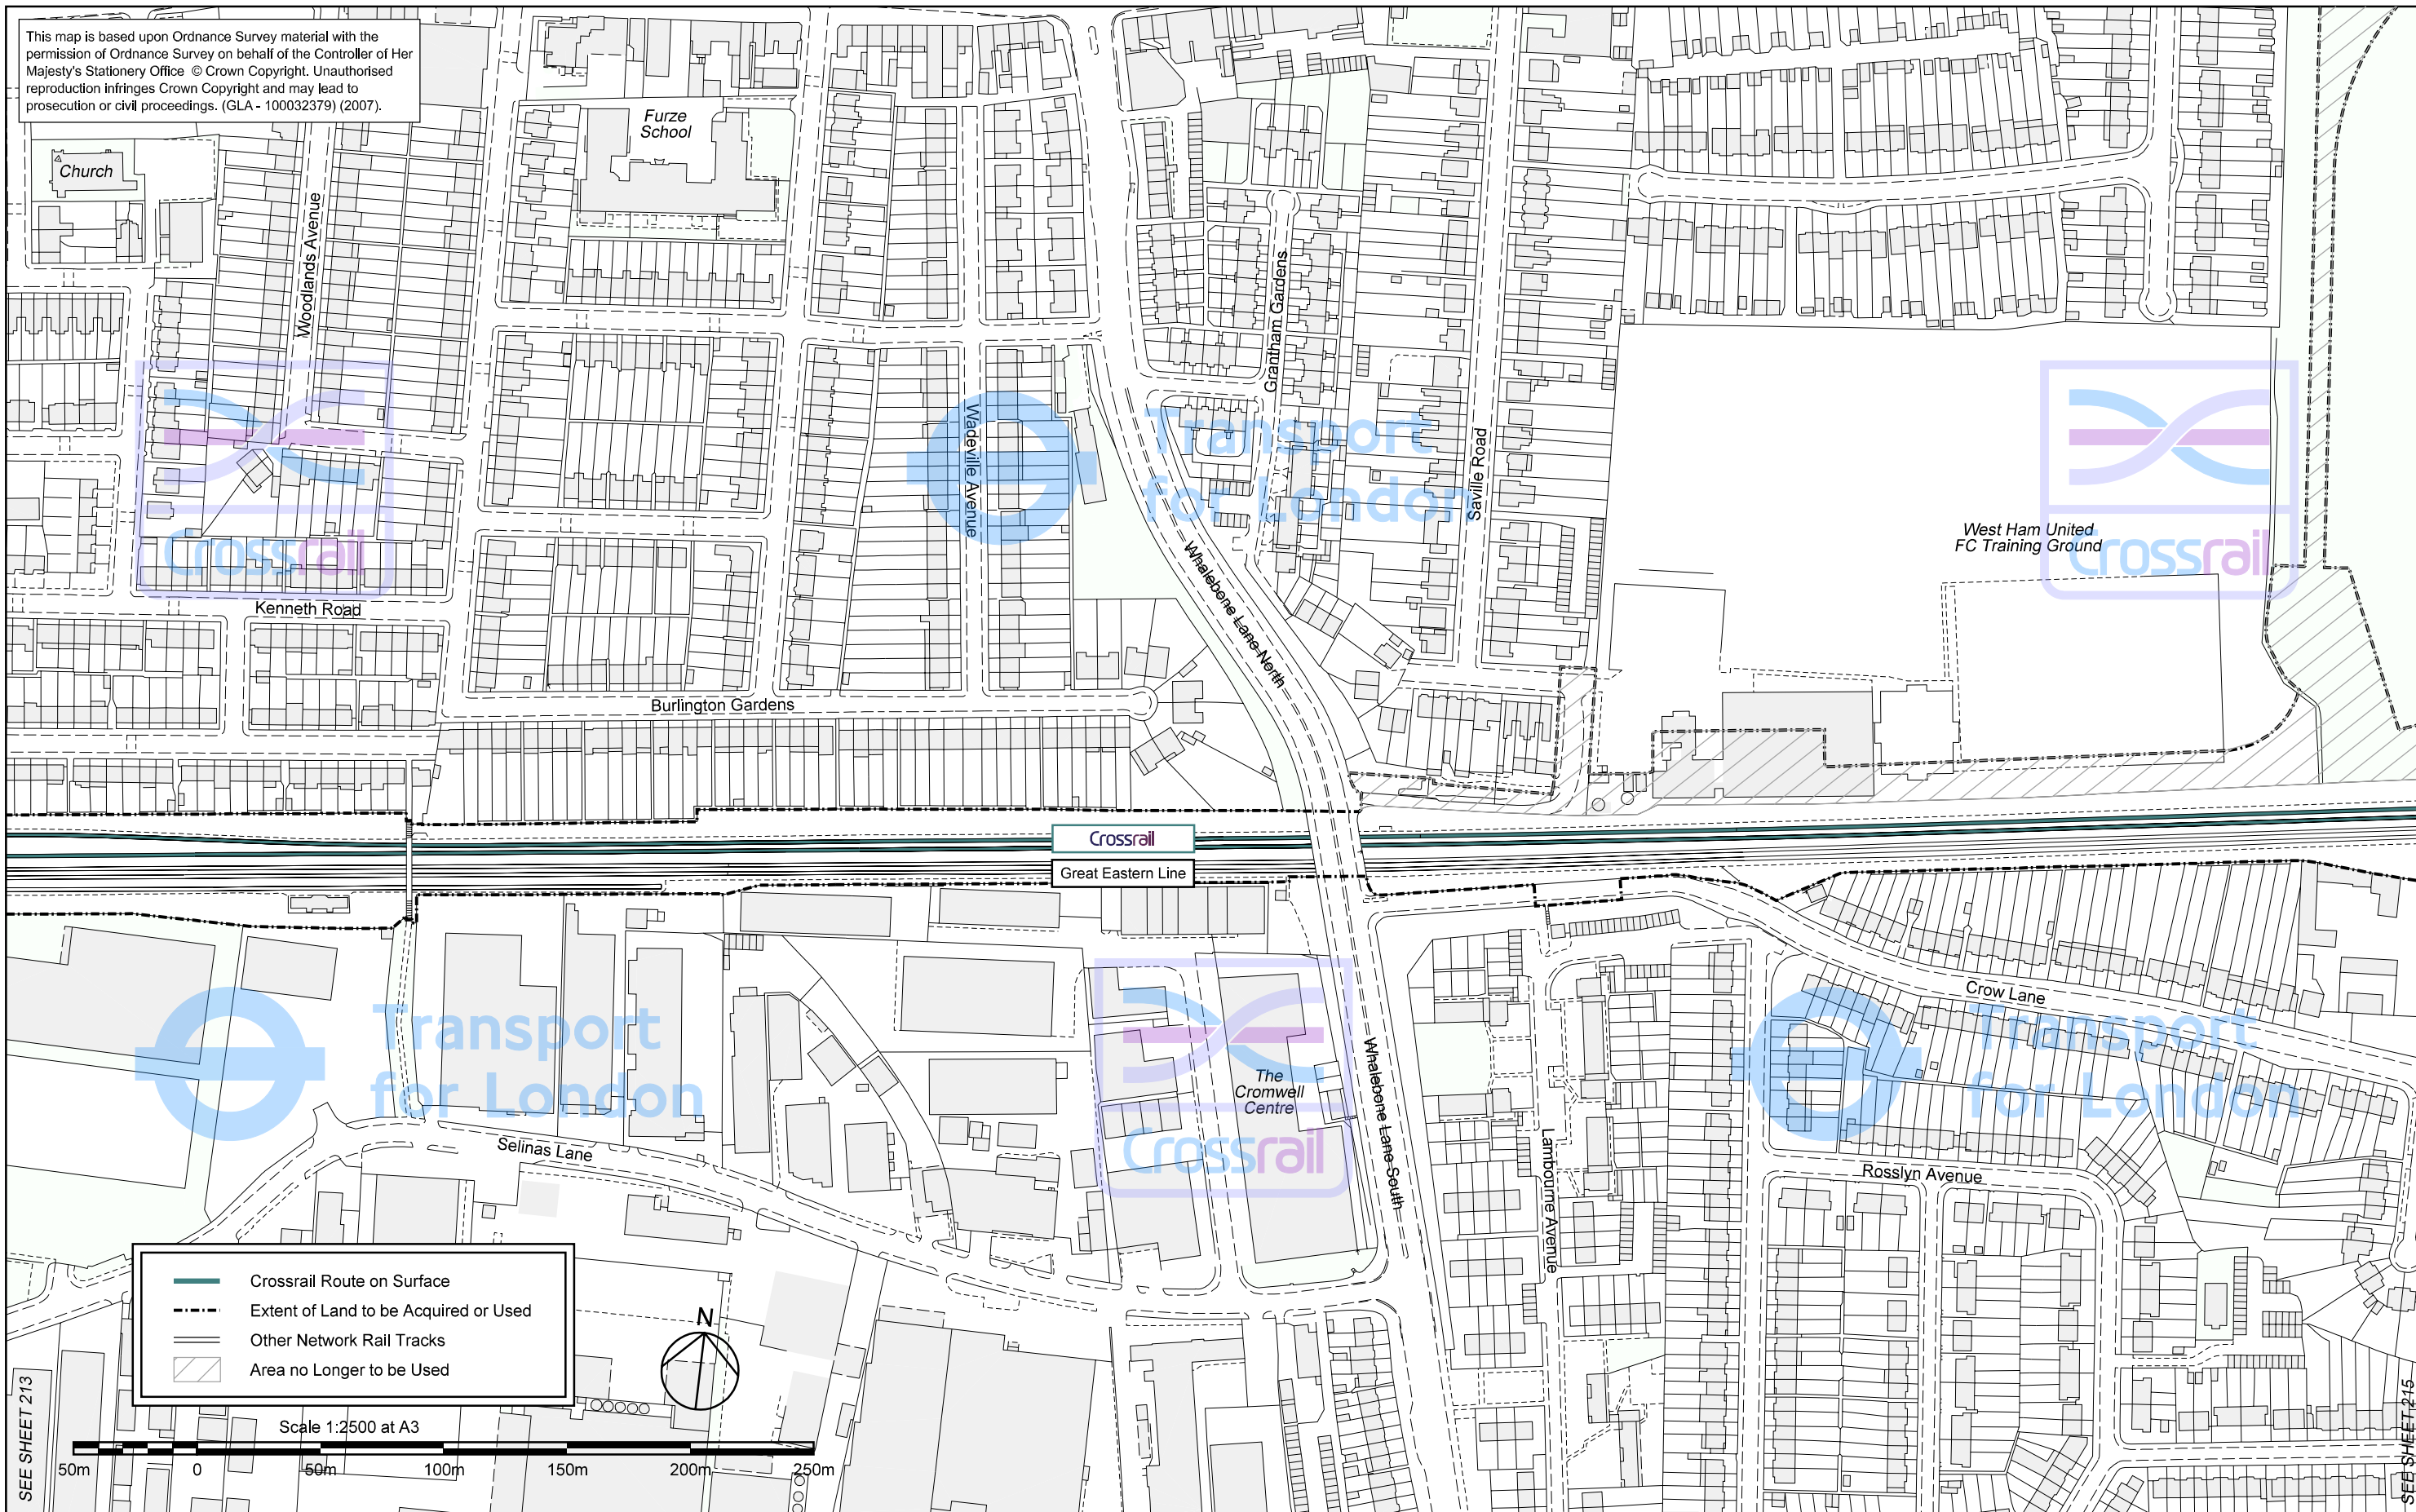 This map is based upon Ordnance Survey material with the
permission of Ordnance Survey on behalf of the Controller of Her
Majesty's Stationery Office © Crown Copyright. Unauthorised
reproduction infringes Crown Copyright and may lead to
prosecution or civil proceedings. (GLA - 100032379) (2007).
Church
Furze
School
Woodlands Avenue
Grantham Gardens
Wadeville Avenue
Saville Road
Transport
for London
Crossrail
West Ham United
FC Training Ground
Crossrail
Whalebone Lane North
Kenneth Road
Burlington Gardens
Crossrail
Great Eastern Line
Crow Lane
Transport
for London
Transport
for London
The
Cromwell
Centre
Crossrail
Whalebone Lane South
Selinas Lane
Lambourne Avenue
Rosslyn Avenue
Crossrail Route on Surface
Extent of Land to be Acquired or Used
Other Network Rail Tracks
Area no Longer to be Used
N
Scale 1:2500 at A3
50m 0 50m 100m 150m 200m 250m
SEE SHEET 213
SEE SHEET 215